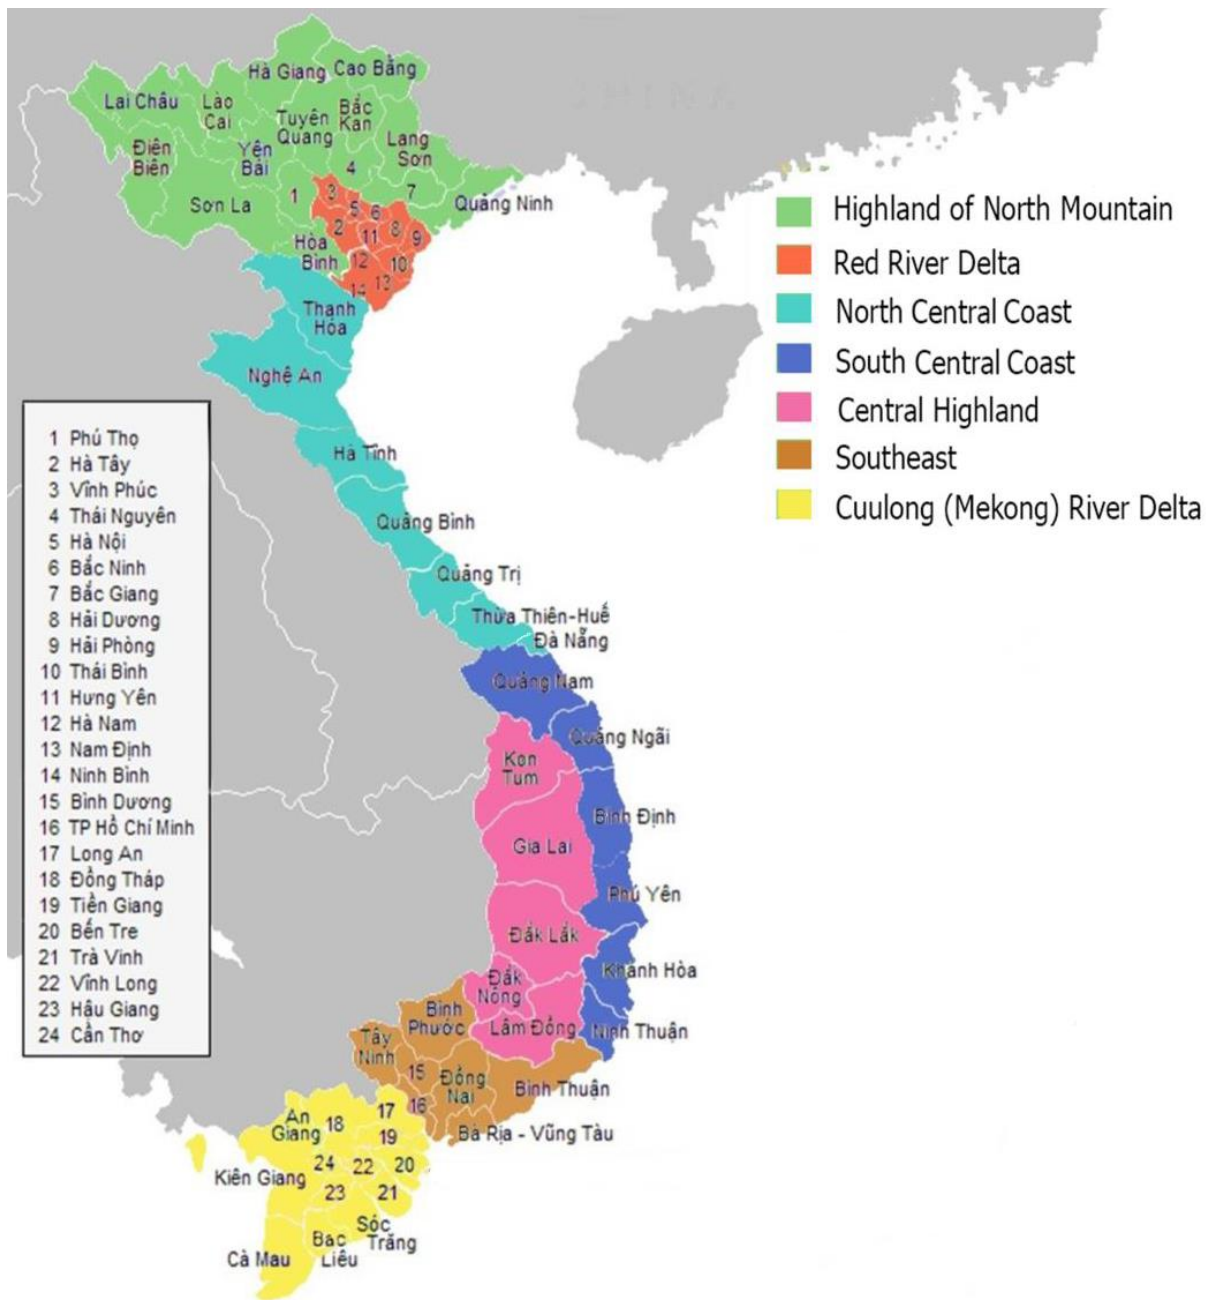 Hà Giang
Cao Bằng
Lai Châu
Lào
Cai
Tuyên
Quang
Bắc
Kạn
Điên
Biên
Yên
Bái
Lang
Sơn
4
Sơn La
1
3
7
Quảng Ninh
5
6
2
11
8
9
Hòa
Bình
12
10
13
14
Thanh
Hóa
Nghệ An
Hà Tĩnh
Quảng Bình
Quảng Trị
Thừa Thiên-Huế
Đà Nẵng
Quảng Nam
Quảng Ngãi
Kon
Tum
Bình Định
Gia Lai
Phú Yên
Đắk Lắk
Khánh Hòa
Đắk
Nông
Bình
Phước
Lâm Đồng
Ninh Thuận
Tây
Ninh
15
Đồng
Nai
Bình Thuận
16
17
An
Giang
18
19
Bà Rịa - Vũng Tàu
24
22
20
Kiên Giang
23
21
Sóc
Trăng
Bạc
Liêu
Cà Mau
Highland of North Mountain
Red River Delta
North Central Coast
South Central Coast
Central Highland
Southeast
Cuulong (Mekong) River Delta
1 Phú Thọ
2 Hà Tây
3 Vĩnh Phúc
4 Thái Nguyên
5 Hà Nội
6 Bắc Ninh
7 Bắc Giang
8 Hải Dương
9 Hải Phòng
10 Thái Bình
11 Hưng Yên
12 Hà Nam
13 Nam Định
14 Ninh Bình
15 Bình Dương
16 TP Hồ Chí Minh
17 Long An
18 Đồng Tháp
19 Tiền Giang
20 Bến Tre
21 Trà Vinh
22 Vĩnh Long
23 Hậu Giang
24 Cần Thơ